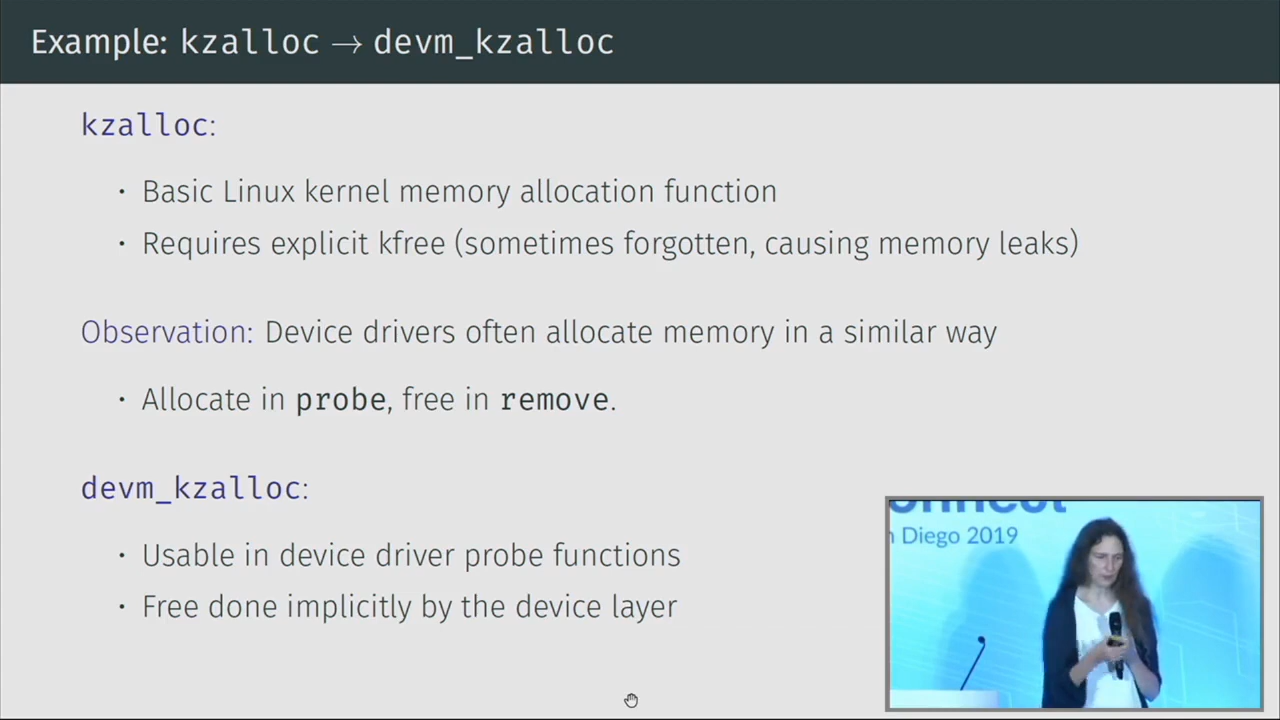 Example: kzalloc → devm_kzalloc
kzalloc:
• Basic Linux kernel memory allocation function
• Requires explicit kfree (sometimes forgotten, causing memory leaks)
Observation: Device drivers often allocate memory in a similar way
• Allocate in probe, free in remove.
devm_kzalloc:
• Usable in device driver probe functions
• Free done implicitly by the device layer
Diego 2019